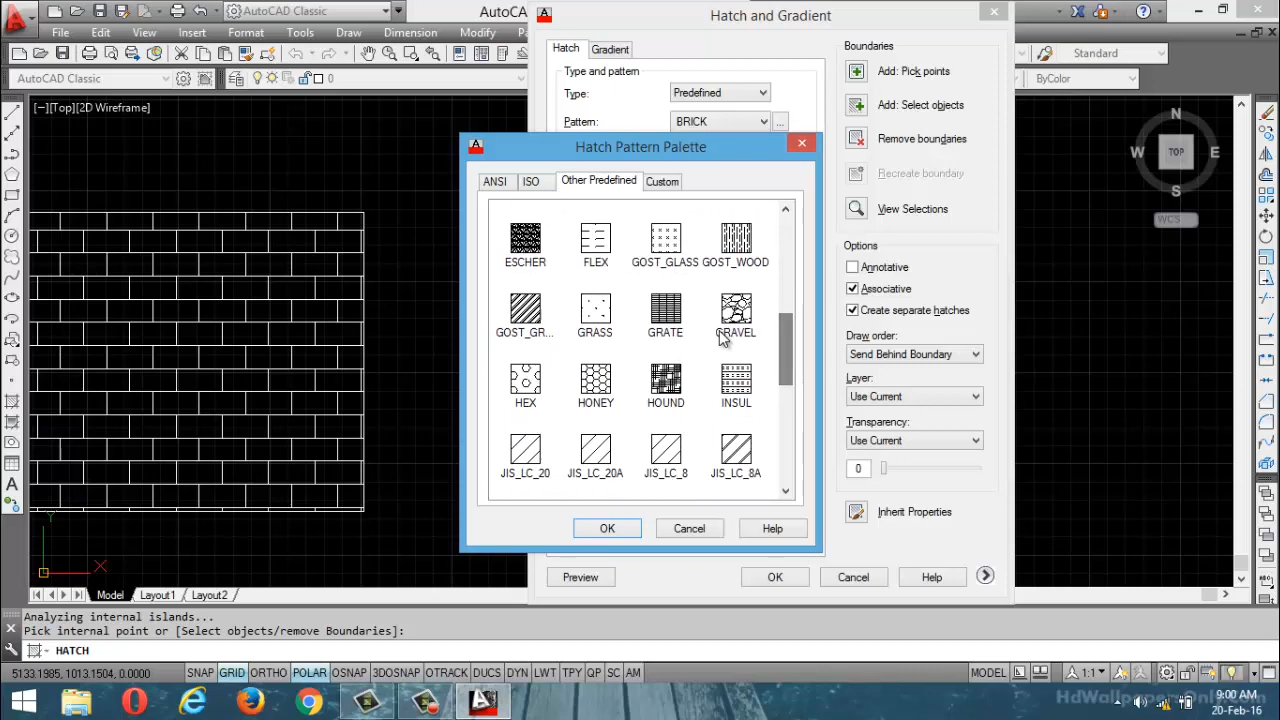 AutoCAD Classic
AutoCAD
Hatch and Gradient
File Edit View Insert Format Tools Draw Dimension Modify
Standard
AutoCAD Classic
0
ByColor
[−][Top][2D Wireframe]
Hatch
Gradient
Type and pattern
Type:
Predefined
Pattern:
BRICK
...
Boundaries
Add: Pick points
Add: Select objects
Remove boundaries
Recreate boundary
View Selections
Options
Annotative
Associative
Create separate hatches
Draw order:
Send Behind Boundary
Layer:
Use Current
Transparency:
Use Current
0
Inherit Properties
Hatch Pattern Palette
ANSI
ISO
Other Predefined
Custom
ESCHER FLEX GOST_GLASS GOST_WOOD
GOST_GR... GRASS GRATE GRAVEL
HEX HONEY HOUND INSUL
JIS_LC_20 JIS_LC_20A JIS_LC_8 JIS_LC_8A
OK Cancel Help
Preview OK Cancel Help
N
W TOP E
S
WCS
Y
X
Model Layout1 Layout2
Analyzing internal islands...
Pick internal point or [Select objects/remove Boundaries]:
HATCH
5133.1985, 1013.1504, 0.0000 SNAP GRID ORTHO POLAR OSNAP 3DOSNAP OTRACK DUCS DYN LWT TPY QP SC AM MODEL 1:1
HdWallpaperOnly.Com
9:00 AM
20-Feb-16